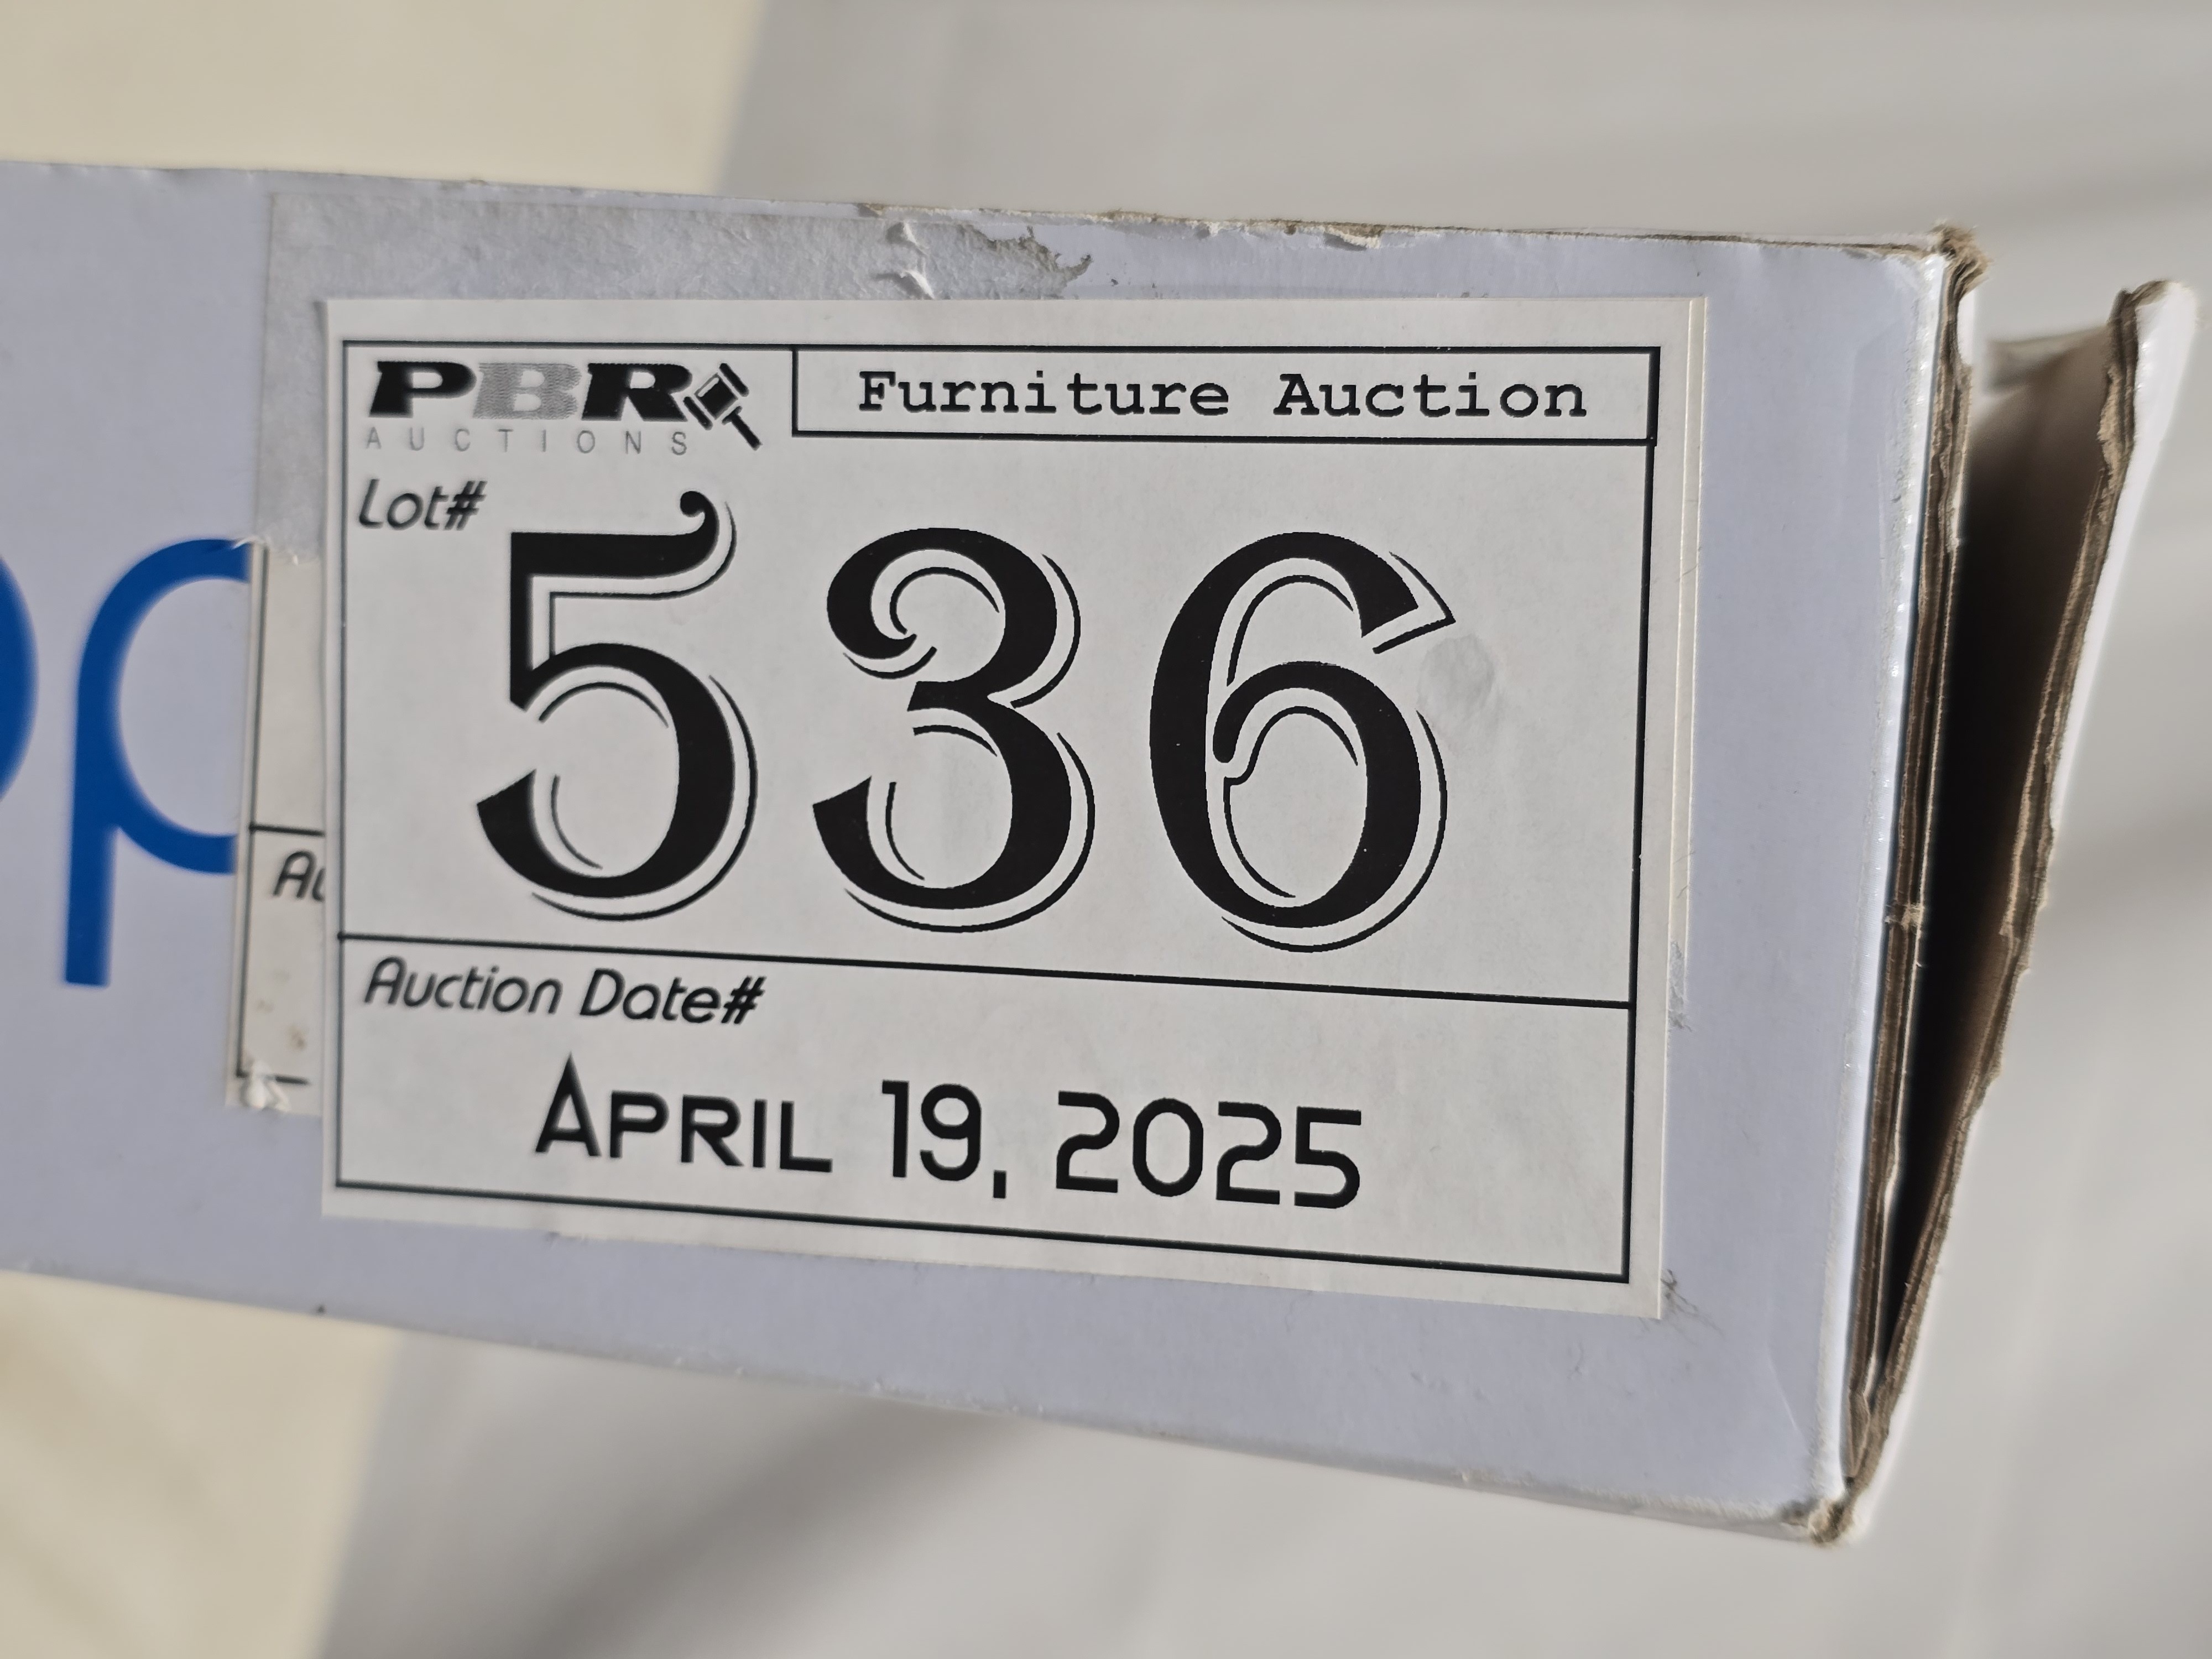 PBR
AUCTIONS
Furniture Auction
Lot#
536
Auction Date#
APRIL 19, 2025